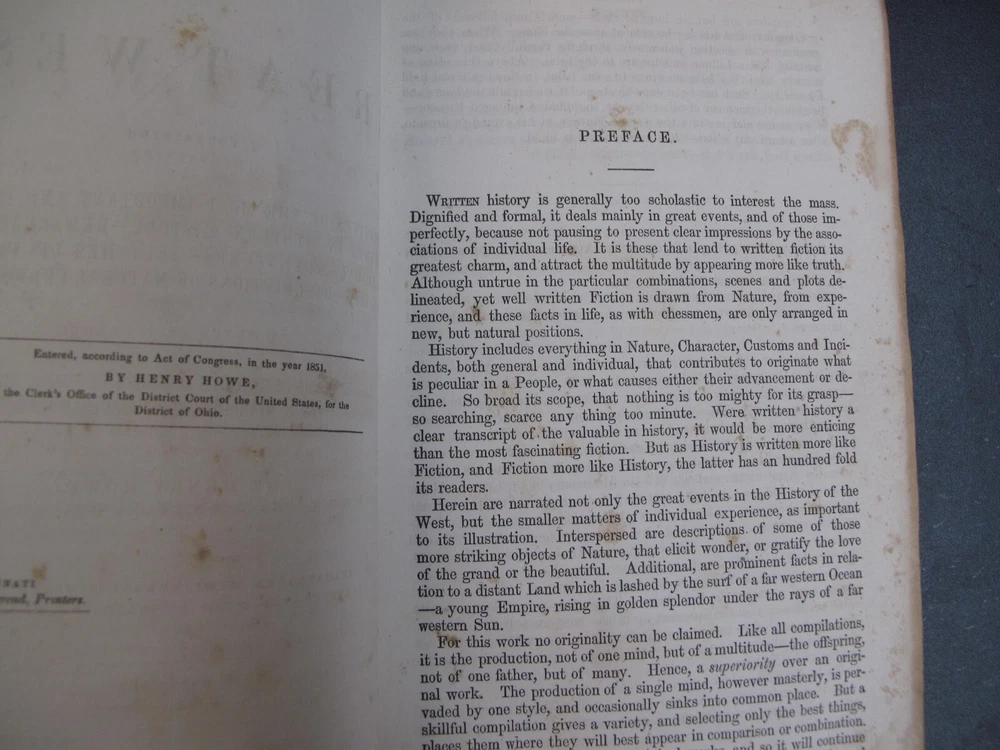 Entered, according to Act of Congress, in the year 1851,
BY HENRY HOWE,
the Clerk's Office of the District Court of the United States, for the
District of Ohio.
Printers.
PREFACE.
WRITTEN history is generally too scholastic to interest the mass.
Dignified and formal, it deals mainly in great events, and of those im-
perfectly, because not pausing to present clear impressions by the asso-
ciations of individual life. It is these that lend to written fiction its
greatest charm, and attract the multitude by appearing more like truth.
Although untrue in the particular combinations, scenes and plots de-
lineated, yet well written Fiction is drawn from Nature, from expe-
rience, and these facts in life, as with chessmen, are only arranged in
new, but natural positions.
History includes everything in Nature, Character, Customs and Inci-
dents, both general and individual, that contributes to originate what
is peculiar in a People, or what causes either their advancement or de-
cline. So broad its scope, that nothing is too mighty for its grasp—
so searching, scarce any thing too minute. Were written history a
clear transcript of the valuable in history, it would be more enticing
than the most fascinating fiction. But as History is written more like
Fiction, and Fiction more like History, the latter has an hundred fold
its readers.
Herein are narrated not only the great events in the History of the
West, but the smaller matters of individual experience, as important
to its illustration. Interspersed are descriptions of some of those
more striking objects of Nature, that elicit wonder, or gratify the love
of the grand or the beautiful. Additional, are prominent facts in rela-
tion to a distant Land which is lashed by the surf of a far western Ocean
—a young Empire, rising in golden splendor under the rays of a far
western Sun.
For this work no originality can be claimed. Like all compilations,
it is the production, not of one mind, but of a multitude—the offspring,
not of one father, but of many. Hence, a superiority over an origi-
nal work. The production of a single mind, however masterly, is per-
vaded by one style, and occasionally sinks into common place. But a
skillful compilation gives a variety, and selecting only the best things,
places them where they will best appear in comparison or combination.
and so it will continue